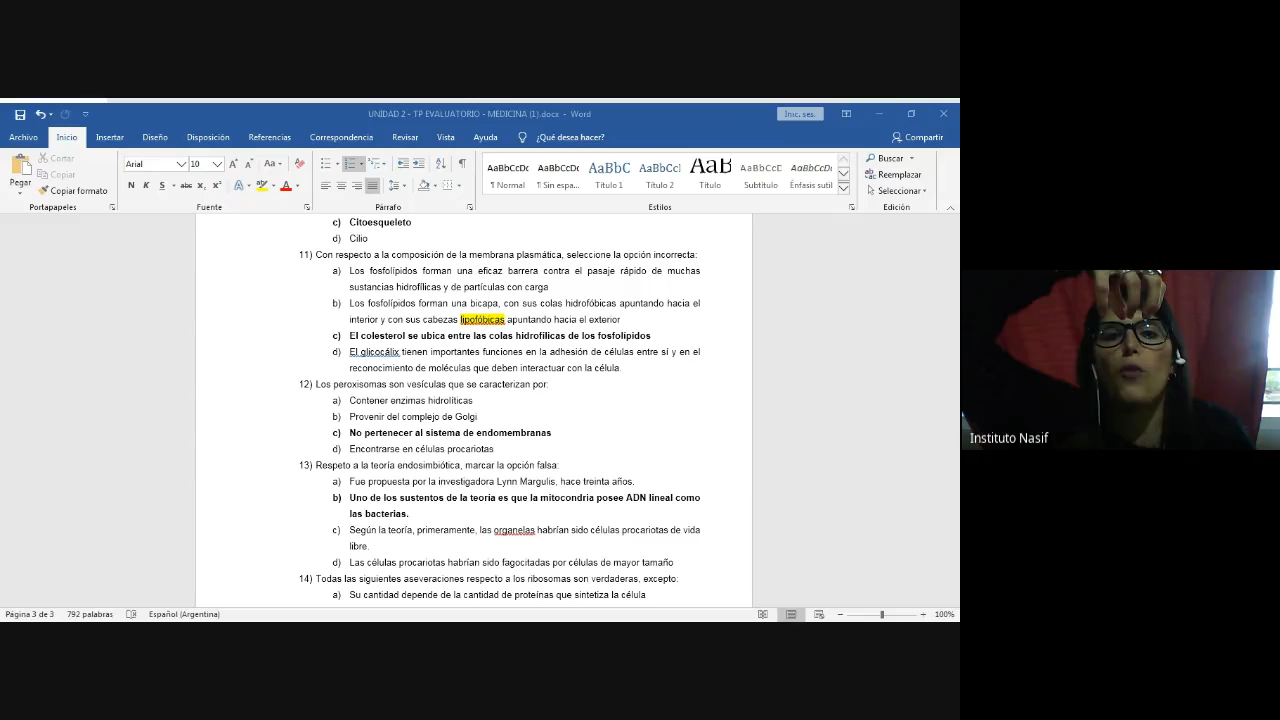 UNIDAD 2 - TP EVALUATORIO - MEDICINA (1).docx - Word
Inic. ses.
Archivo Inicio Insertar Diseño Disposición Referencias Correspondencia Revisar Vista Ayuda ¿Qué desea hacer? Compartir
Pegar Cortar Copiar Copiar formato Portapapeles
Arial 10 Fuente
Párrafo
AaBbCcDc AaBbCcDc AaBbC AaBbCcI AaB AaBbCcD AaBbCcDc
¶ Normal ¶ Sin espa... Título 1 Título 2 Título Subtítulo Énfasis sutil
Estilos
Buscar Reemplazar Seleccionar Edición
c) Citoesqueleto
d) Cilio
11) Con respecto a la composición de la membrana plasmática, seleccione la opción incorrecta:
a) Los fosfolípidos forman una eficaz barrera contra el pasaje rápido de muchas
sustancias hidrofílicas y de partículas con carga
b) Los fosfolípidos forman una bicapa, con sus colas hidrofóbicas apuntando hacia el
interior y con sus cabezas lipofóbicas apuntando hacia el exterior
c) El colesterol se ubica entre las colas hidrofílicas de los fosfolípidos
d) El glicocálix tienen importantes funciones en la adhesión de células entre sí y en el
reconocimiento de moléculas que deben interactuar con la célula.
12) Los peroxisomas son vesículas que se caracterizan por:
a) Contener enzimas hidrolíticas
b) Provenir del complejo de Golgi
c) No pertenecer al sistema de endomembranas
d) Encontrarse en células procariotas
13) Respeto a la teoría endosimbiótica, marcar la opción falsa:
a) Fue propuesta por la investigadora Lynn Margulis, hace treinta años.
b) Uno de los sustentos de la teoría es que la mitocondria posee ADN lineal como
las bacterias.
c) Según la teoría, primeramente, las organelas habrían sido células procariotas de vida
libre.
d) Las células procariotas habrían sido fagocitadas por células de mayor tamaño
14) Todas las siguientes aseveraciones respecto a los ribosomas son verdaderas, excepto:
a) Su cantidad depende de la cantidad de proteínas que sintetiza la célula
Página 3 de 3 792 palabras Español (Argentina) 100%
Instituto Nasif